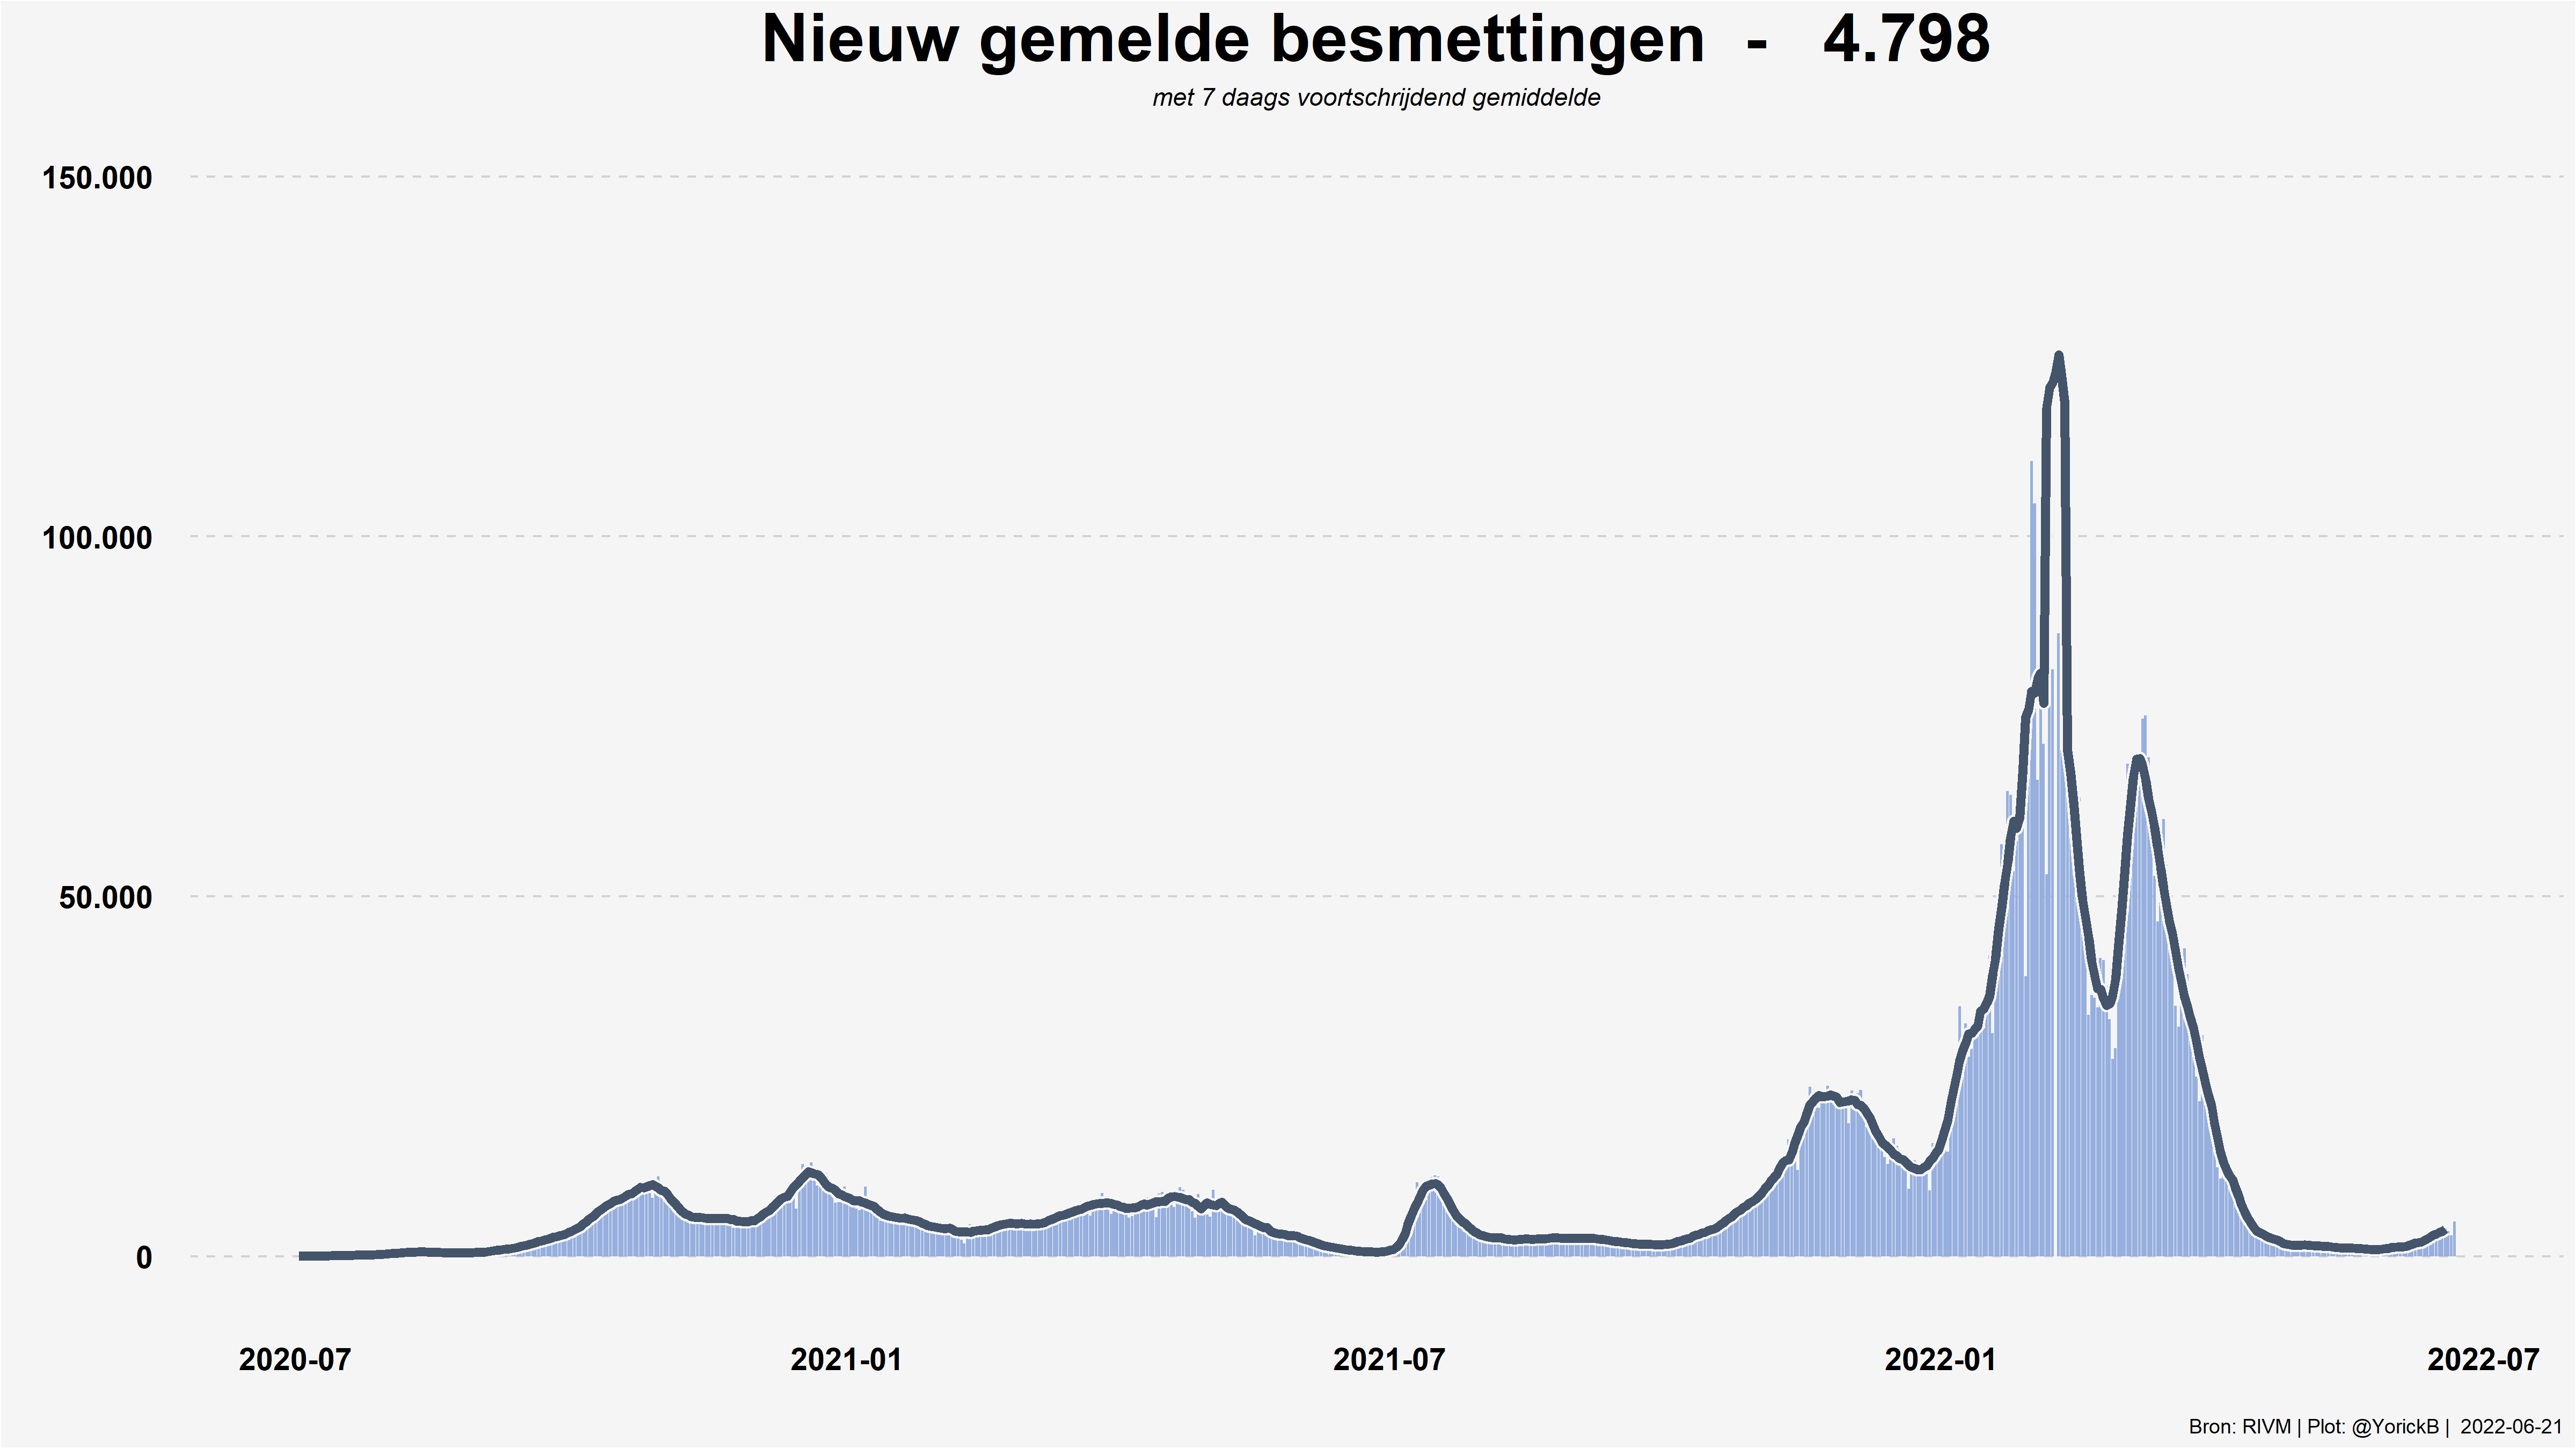 Nieuw gemelde besmettingen - 4.798
met 7 daags voortschrijdend gemiddelde
150.000
100.000
50.000
0
2020-07 2021-01 2021-07 2022-01 2022-07
Bron: RIVM | Plot: @YorickB | 2022-06-21